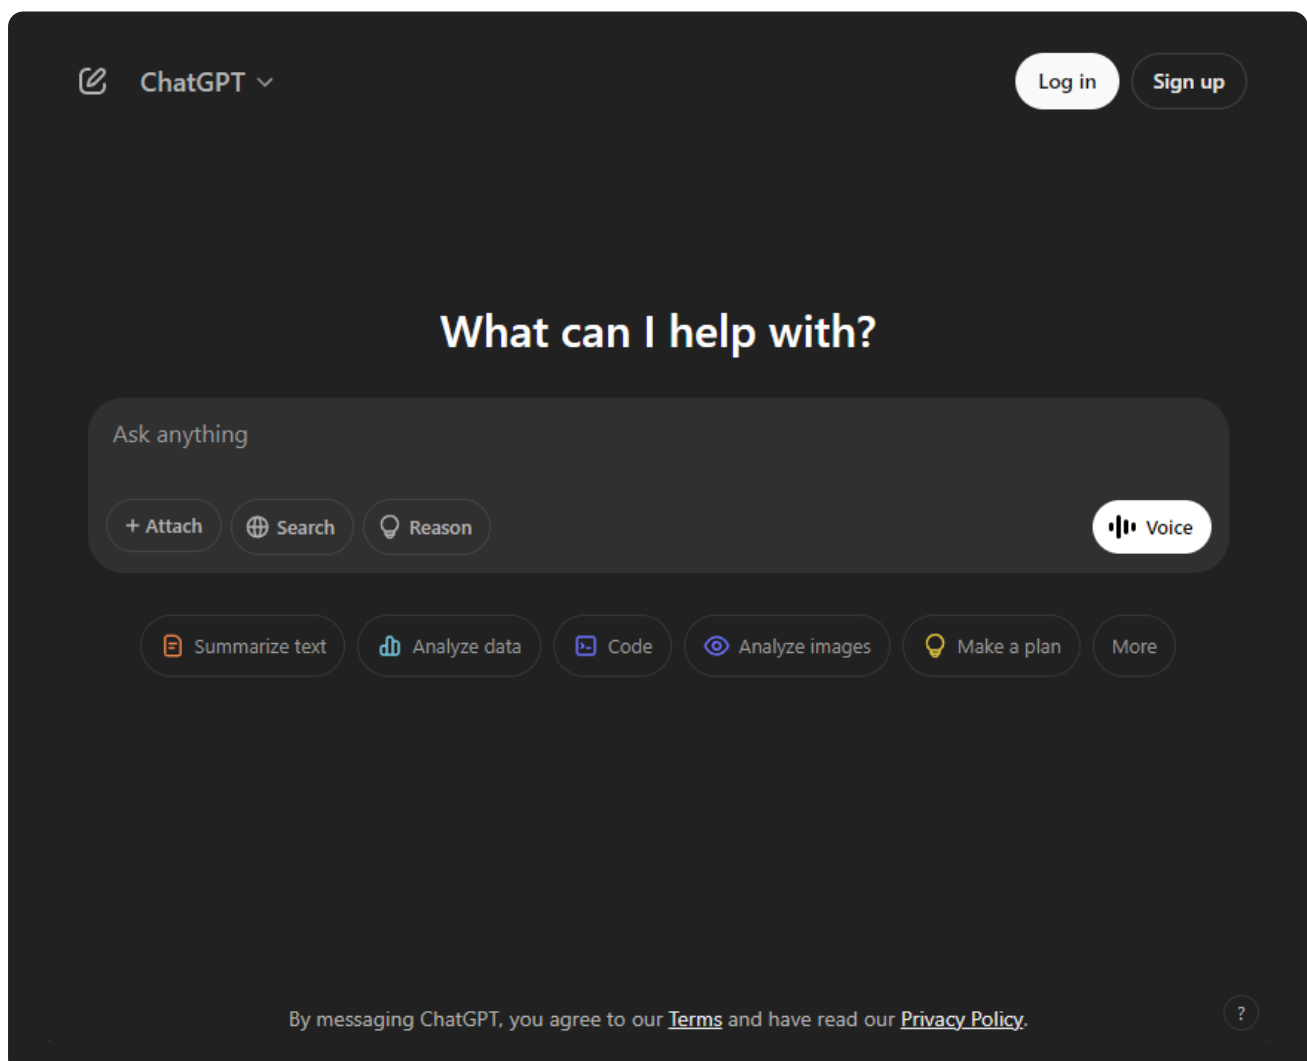 ChatGPT
Log in
Sign up
What can I help with?
Ask anything
+ Attach
Search
Reason
Voice
Summarize text
Analyze data
Code
Analyze images
Make a plan
More
By messaging ChatGPT, you agree to our Terms and have read our Privacy Policy.
?